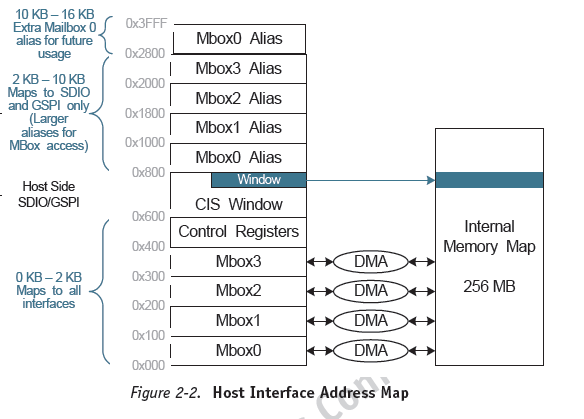 10 KB – 16 KB
Extra Mailbox 0
alias for future
usage
2 KB – 10 KB
Maps to SDIO
and GSPI only
(Larger
aliases for
MBox access)
Host Side
SDIO/GSPI
0 KB – 2 KB
Maps to all
interfaces
0x3FFF
Mbox0 Alias
0x2800
Mbox3 Alias
0x2000
Mbox2 Alias
0x1800
Mbox1 Alias
0x1000
Mbox0 Alias
0x800
Window
CIS Window
0x600
Control Registers
0x400
Mbox3
DMA
0x300
Mbox2
DMA
0x200
Mbox1
DMA
0x100
Mbox0
DMA
0x000
Internal
Memory Map
256 MB
Figure 2-2. Host Interface Address Map